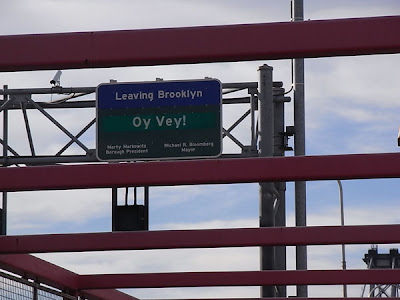 Leaving Brooklyn
Oy Vey!
Marty Markowitz
Borough President
Michael R. Bloomberg
Mayor